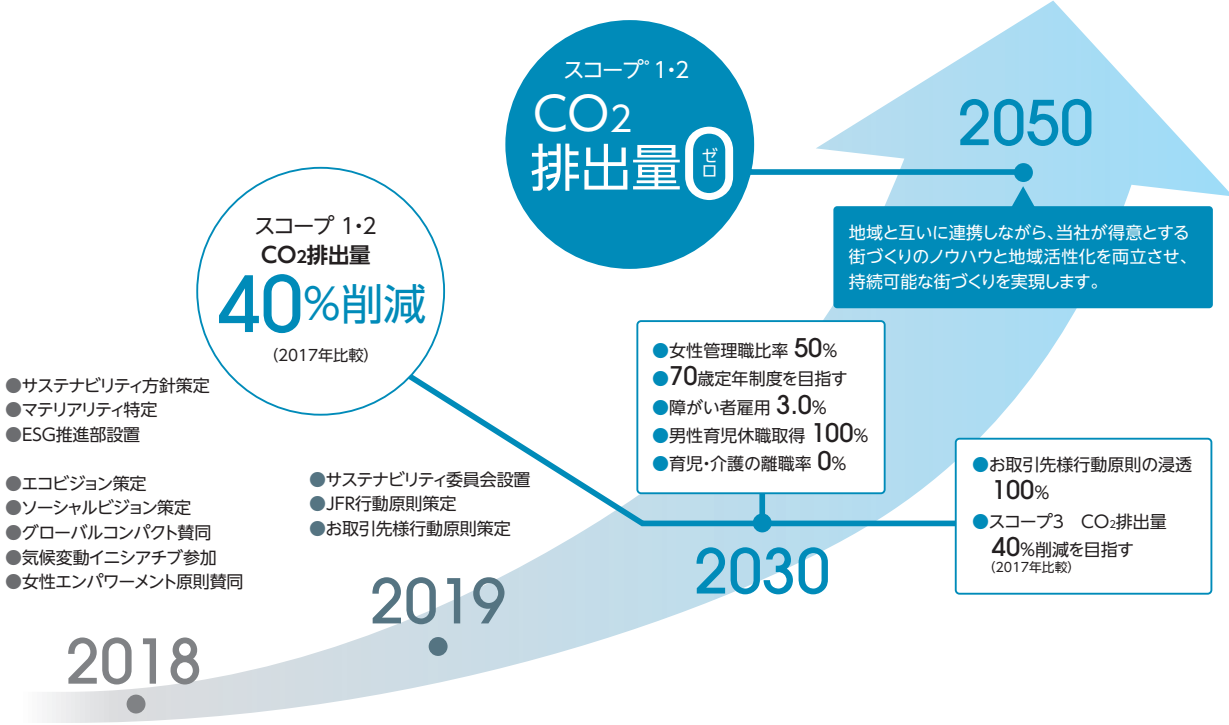 スコープ 1・2
CO2
排出量0
ゼロ
2050
地域と互いに連携しながら、当社が得意とする
街づくりのノウハウと地域活性化を両立させ、
持続可能な街づくりを実現します。
スコープ 1・2
CO2排出量
40%削減
（2017年比較）
●女性管理職比率 50%
●70歳定年制度を目指す
●障がい者雇用 3.0%
●男性育児休職取得 100%
●育児・介護の離職率 0%
●お取引先様行動原則の浸透
100%
●スコープ3　CO2排出量
40%削減を目指す
（2017年比較）
2030
●サステナビリティ方針策定
●マテリアリティ特定
●ESG推進部設置
●エコビジョン策定
●ソーシャルビジョン策定
●グローバルコンパクト賛同
●気候変動イニシアチブ参加
●女性エンパワーメント原則賛同
2018
●サステナビリティ委員会設置
●JFR行動原則策定
●お取引先様行動原則策定
2019